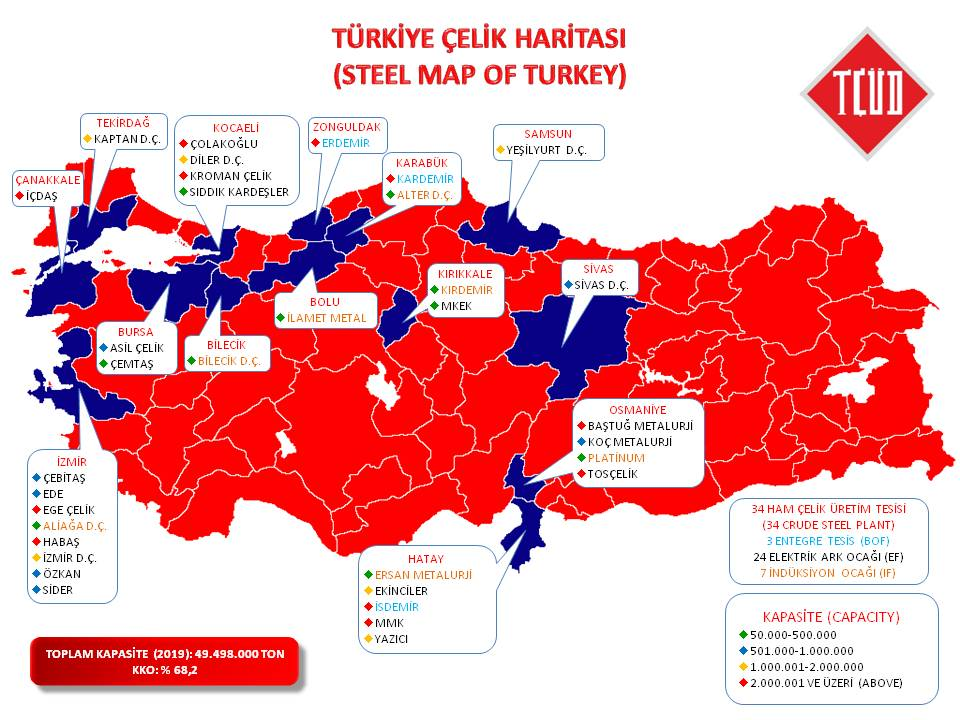 TÜRKİYE ÇELİK HARİTASI
(STEEL MAP OF TURKEY)
TÇÜD
TEKİRDAĞ
KAPTAN D.Ç.
KOCAELİ
ÇOLAKOĞLU
DİLER D.Ç.
KROMAN ÇELİK
SIDDIK KARDEŞLER
ZONGULDAK
ERDEMİR
SAMSUN
YEŞİLYURT D.Ç.
KARABÜK
KARDEMİR
ALTER D.Ç.
ÇANAKKALE
İÇDAŞ
KIRIKKALE
KIRDEMİR
MKEK
SİVAS
SİVAS D.Ç.
BOLU
İLAMET METAL
BURSA
ASİL ÇELİK
ÇEMTAŞ
BİLECİK
BİLECİK D.Ç.
OSMANİYE
BAŞTUĞ METALURJİ
KOÇ METALURJİ
PLATİNUM
TOSÇELİK
İZMİR
ÇEBİTAŞ
EDE
EGE ÇELİK
ALİAĞA D.Ç.
HABAŞ
İZMİR D.Ç.
ÖZKAN
SİDER
HATAY
ERSAN METALURJİ
EKİNCİLER
İSDEMİR
MMK
YAZICI
34 HAM ÇELİK ÜRETİM TESİSİ
(34 CRUDE STEEL PLANT)
3 ENTEGRE TESİS (BOF)
24 ELEKTRİK ARK OCAĞI (EF)
7 İNDÜKSİYON OCAĞI (IF)
KAPASİTE (CAPACITY)
50.000-500.000
501.000-1.000.000
1.000.001-2.000.000
2.000.001 VE ÜZERİ (ABOVE)
TOPLAM KAPASİTE (2019): 49.498.000 TON
KKO: % 68,2